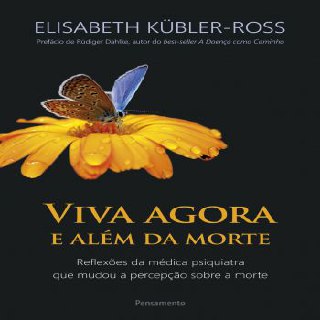 ELISABETH KÜBLER-ROSS
Prefácio de Rüdiger Dahlke, autor do best-seller A Doença como Caminho
VIVA AGORA
E ALÉM DA MORTE
Reflexões da médica psiquiatra
que mudou a percepção sobre a morte
Pensamento